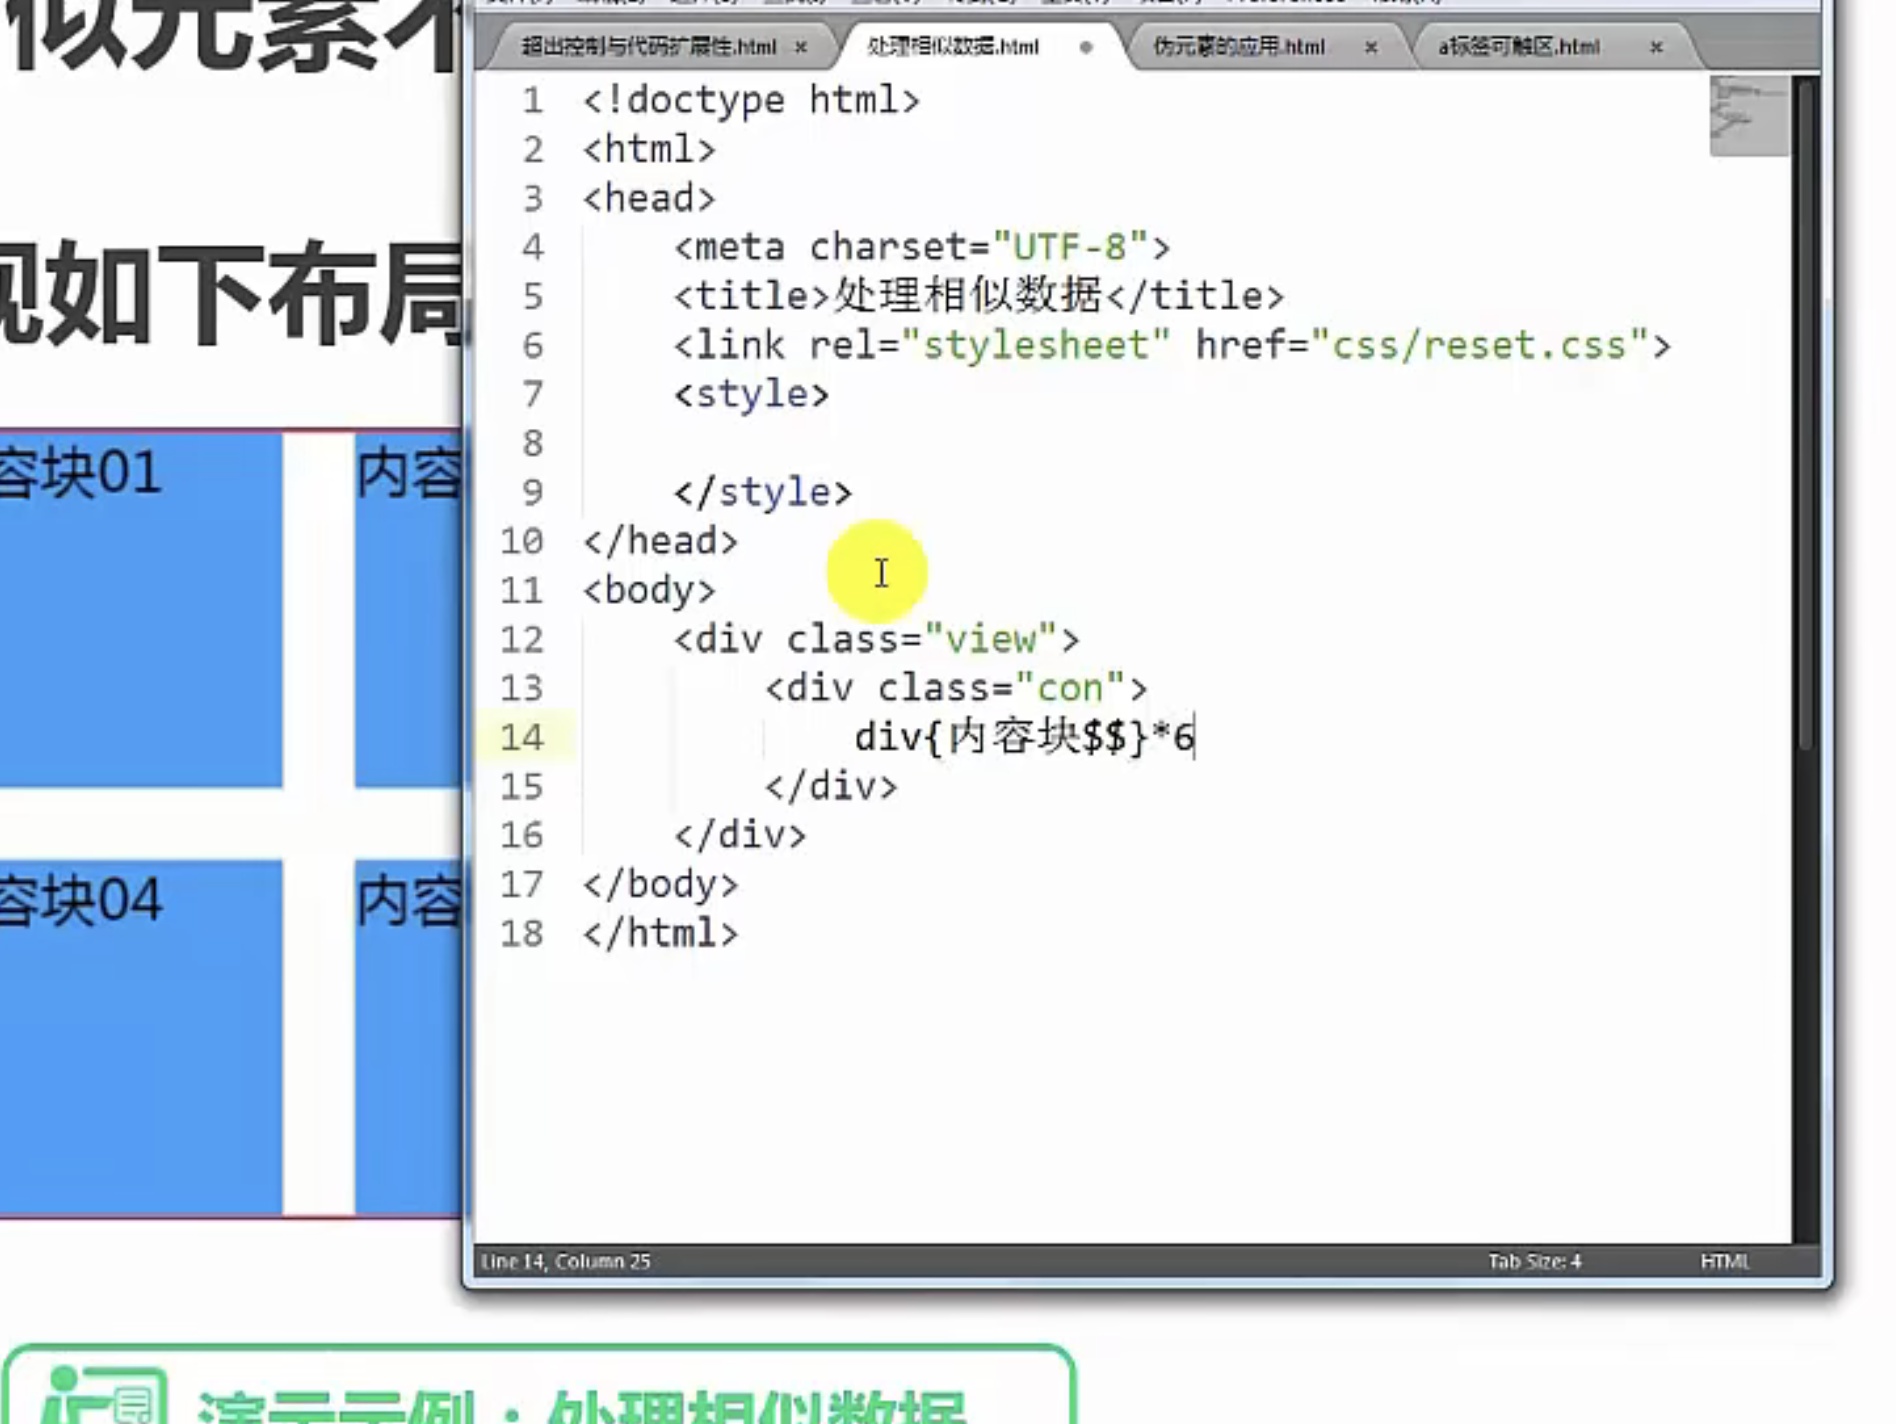 似元素不
现如下布局
容块01
内容
容块04
内容
超出控制与代码扩展性.html ×
处理相似数据.html
伪元素的应用.html ×
a标签可触区.html ×
1 <!doctype html>
2 <html>
3 <head>
4 <meta charset="UTF-8">
5 <title>处理相似数据</title>
6 <link rel="stylesheet" href="css/reset.css">
7 <style>
8
9 </style>
10 </head>
11 <body>
12 <div class="view">
13 <div class="con">
14 div{内容块$$}*6
15 </div>
16 </div>
17 </body>
18 </html>
Line 14, Column 25
Tab Size: 4
HTML
演示示例：处理相似数据